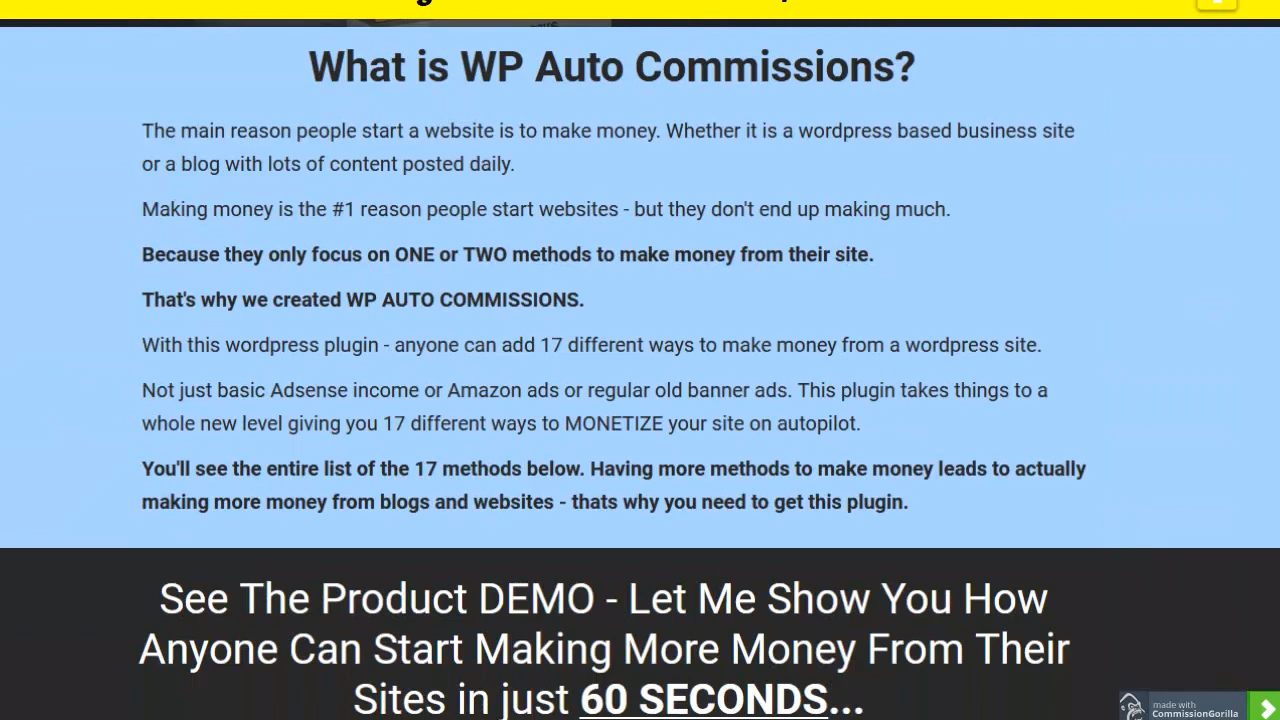 What is WP Auto Commissions?
The main reason people start a website is to make money. Whether it is a wordpress based business site
or a blog with lots of content posted daily.
Making money is the #1 reason people start websites - but they don't end up making much.
Because they only focus on ONE or TWO methods to make money from their site.
That's why we created WP AUTO COMMISSIONS.
With this wordpress plugin - anyone can add 17 different ways to make money from a wordpress site.
Not just basic Adsense income or Amazon ads or regular old banner ads. This plugin takes things to a
whole new level giving you 17 different ways to MONETIZE your site on autopilot.
You'll see the entire list of the 17 methods below. Having more methods to make money leads to actually
making more money from blogs and websites - thats why you need to get this plugin.
See The Product DEMO - Let Me Show You How
Anyone Can Start Making More Money From Their
Sites in just 60 SECONDS...
made with
CommissionGorilla